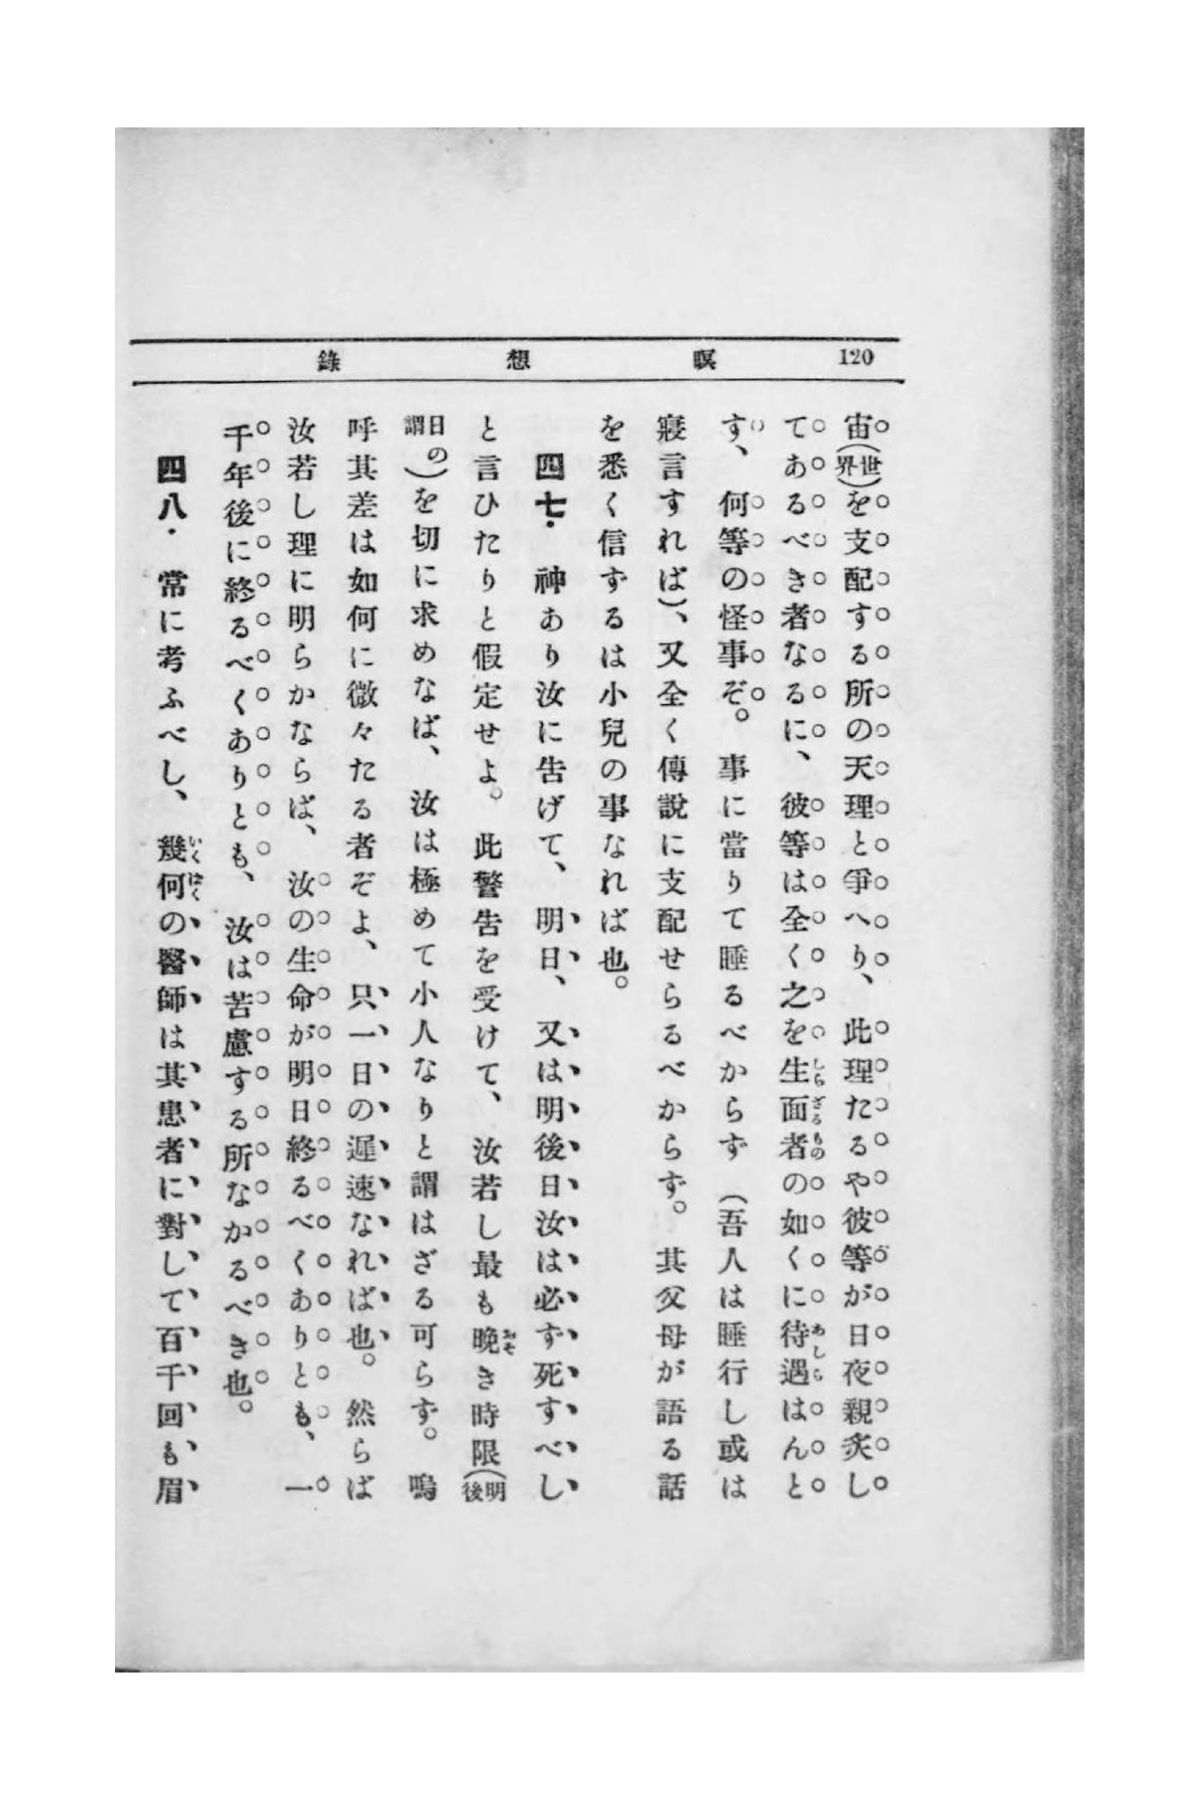 120 瞑想錄
宙(世界)を支配する所の天理と爭へり、此理たるや彼等が日夜親炙し
てあるべき者なるに、彼等は全く之を生面者の如くに待遇はんと
す、何等の怪事ぞ。事に當りて睡るべからず(吾人は睡行し或は
寢言すれば)、又全く傳說に支配せらるべからず。其父母が語る話
を悉く信ずるは小兒の事なれば也。
四七・神あり汝に告げて、明日、又は明後日汝は必ず死すべし
と言ひたりと假定せよ。此警告を受けて、汝若し最も晩き時限(明後
日の謂)を切に求めなば、汝は極めて小人なりと謂はざる可らず。嗚
呼其差は如何に微々たる者ぞよ、只一日の遲速なれば也。然らば
汝若し理に明らかならば、汝の生命が明日終るべくありとも、一
千年後に終るべくありとも、汝は苦慮する所なかるべき也。
四八・常に考ふべし、幾何の醫師は其患者に對して百千回も眉